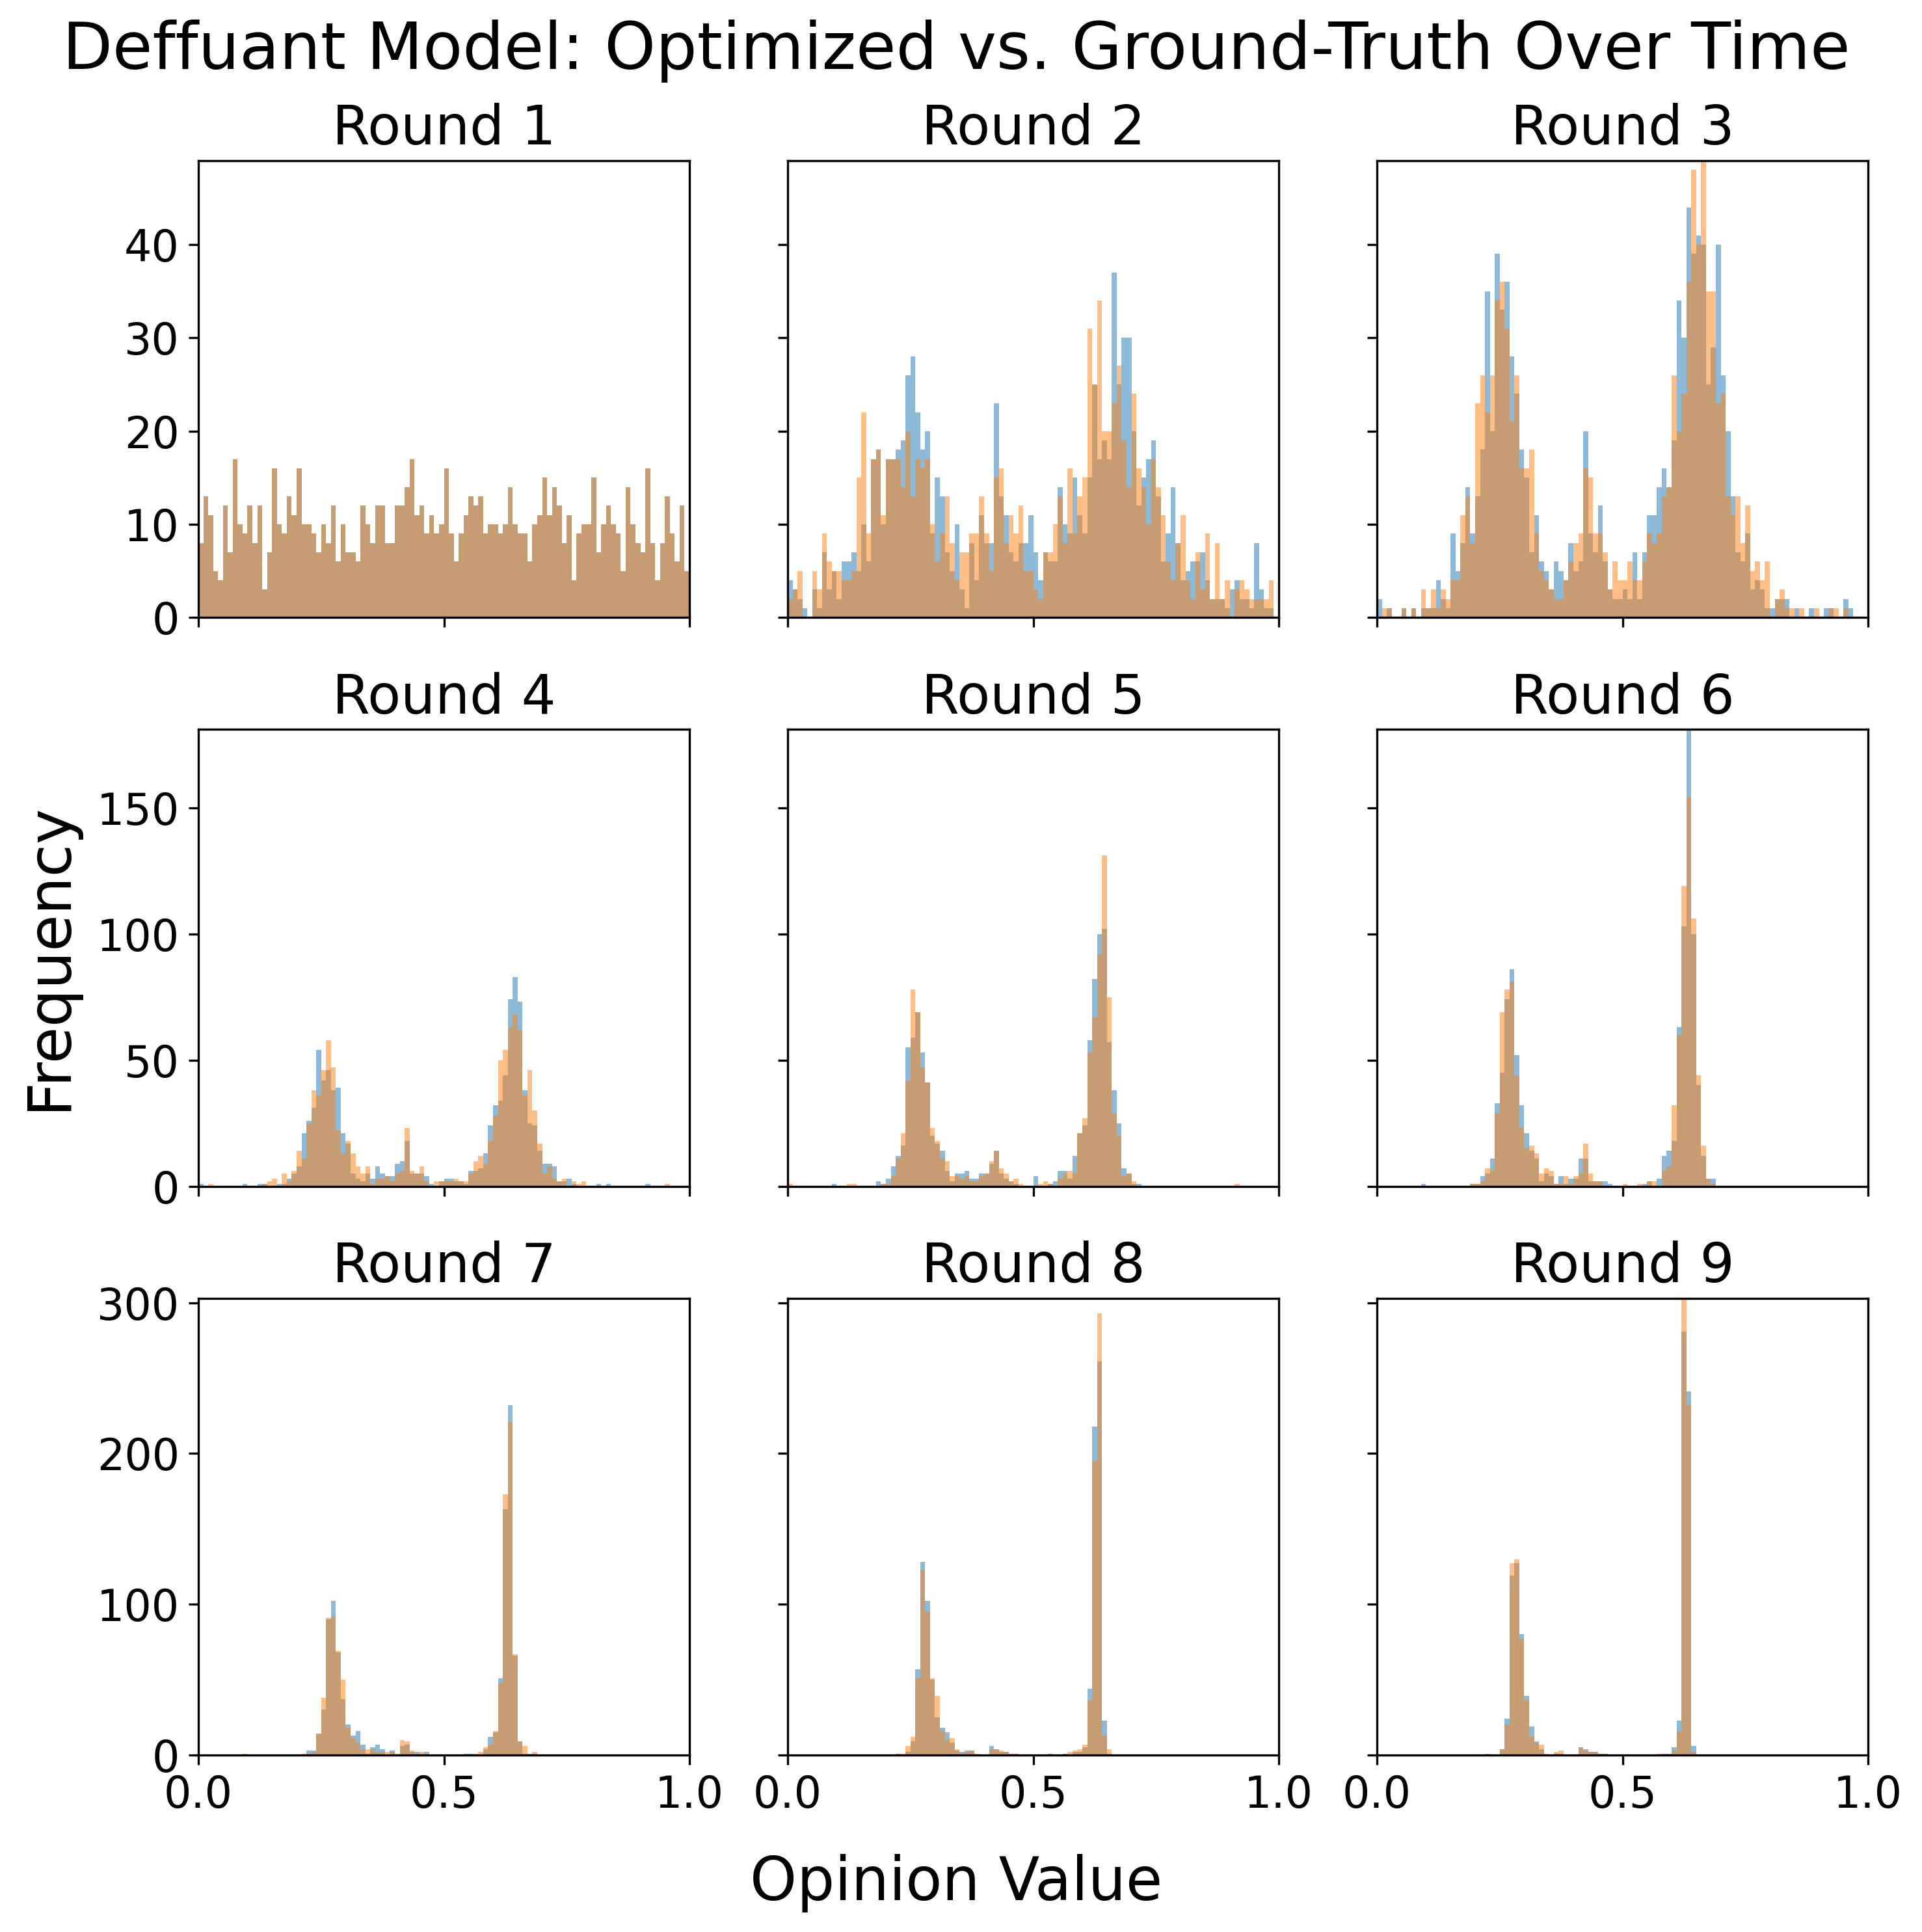 Deffuant Model: Optimized vs. Ground-Truth Over Time
Round 1
Round 2
Round 3
40
30
20
10
0
Round 4
Round 5
Round 6
150
100
50
0
Frequency
Round 7
Round 8
Round 9
300
200
100
0
0.0 0.5 1.0
0.0 0.5 1.0
0.0 0.5 1.0
Opinion Value